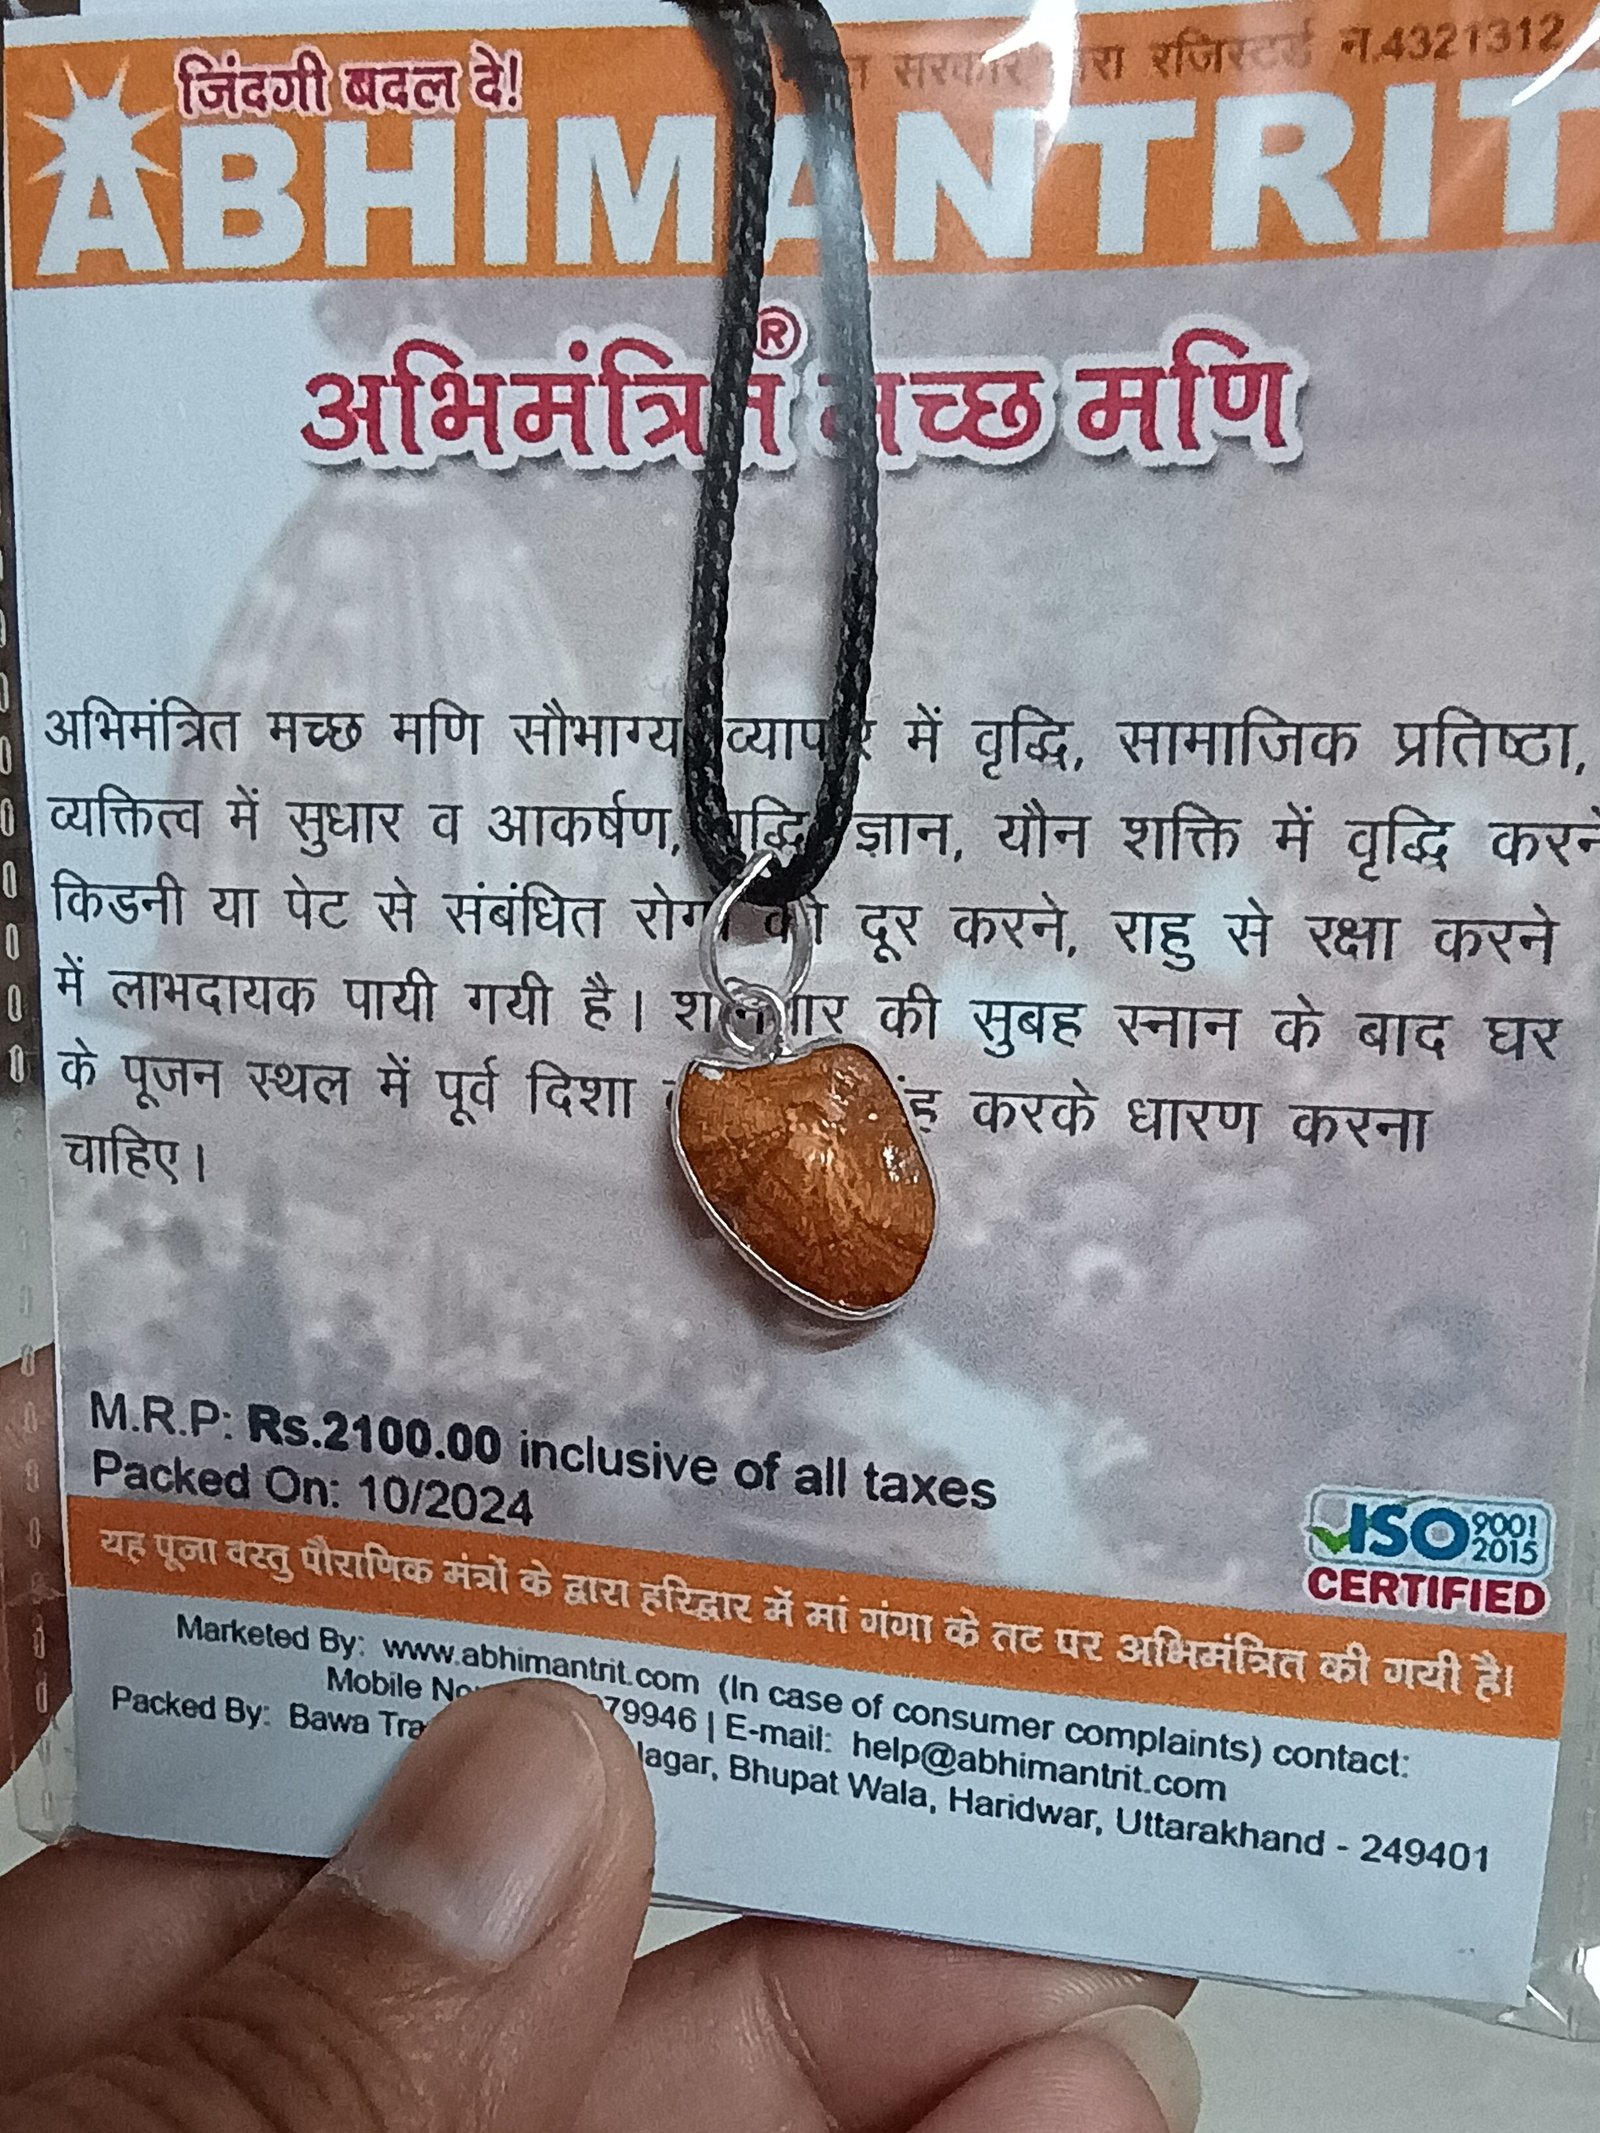 जिंदगी बदल दे!
सरकार रजिस्टर्ड नं.4321312
ABHIMANTRIT
अभिमंत्रित® मच्छ मणि
अभिमंत्रित मच्छ मणि सौभाग्य व्यापार में वृद्धि, सामाजिक प्रतिष्ठा,
व्यक्तित्व में सुधार व आकर्षण, ज्ञान, यौन शक्ति में वृद्धि करने
किडनी या पेट से संबंधित रोगों को दूर करने, राहु से रक्षा करने
में लाभदायक पायी गयी है। शनिवार की सुबह स्नान के बाद घर
के पूजन स्थल में पूर्व दिशा करके धारण करना
चाहिए।
M.R.P: Rs.2100.00 inclusive of all taxes
Packed On: 10/2024
ISO 9001 2015
CERTIFIED
यह पूजा वस्तु पौराणिक मंत्रों के द्वारा हरिद्वार में मां गंगा के तट पर अभिमंत्रित की गयी है।
Marketed By: www.abhimantrit.com (In case of consumer complaints) contact:
Mobile 79946 | E-mail: help@abhimantrit.com
Packed By: Bawa Bhupat Wala, Haridwar, Uttarakhand - 249401